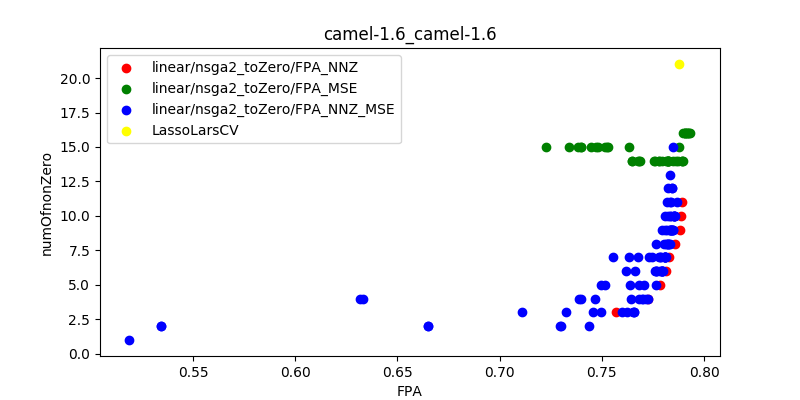 camel-1.6_camel-1.6
linear/nsga2_toZero/FPA_NNZ
linear/nsga2_toZero/FPA_MSE
linear/nsga2_toZero/FPA_NNZ_MSE
LassoLarsCV
numOfnonZero
20.0
17.5
15.0
12.5
10.0
7.5
5.0
2.5
0.0
0.55 0.60 0.65 0.70 0.75 0.80
FPA